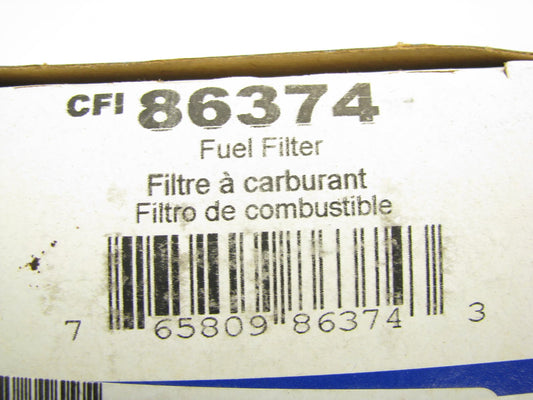 CFI 86374
Fuel Filter
Filtre à carburant
Filtro de combustible
7 65809 86374 3